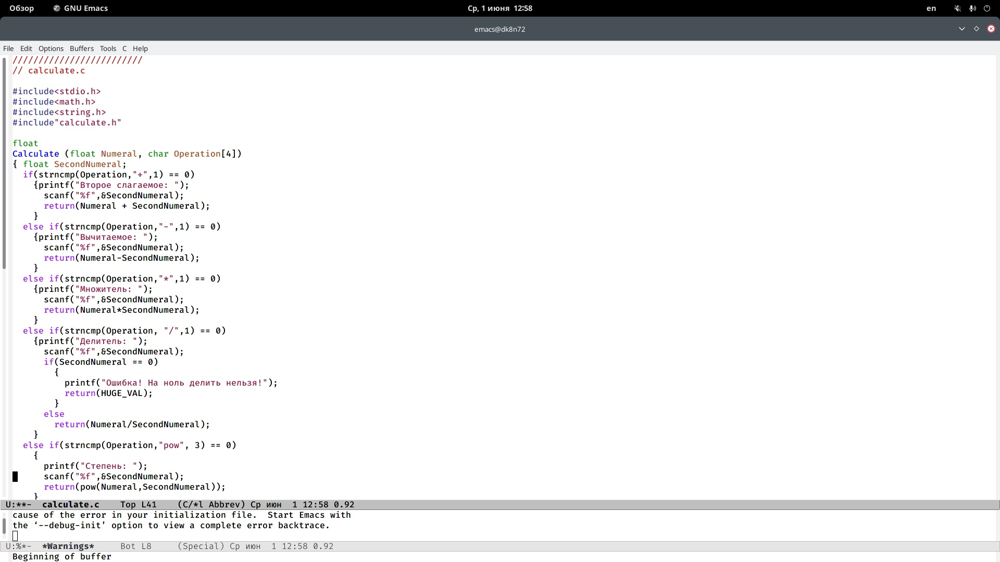 Обзор GNU Emacs Ср, 1 июня 12:58 en
emacs@dk8n72
File Edit Options Buffers Tools C Help
/////////////////////////
// calculate.c
#include<stdio.h>
#include<math.h>
#include<string.h>
#include"calculate.h"
float
Calculate (float Numeral, char Operation[4])
{ float SecondNumeral;
if(strncmp(Operation,"+",1) == 0)
{printf("Второе слагаемое: ");
scanf("%f",&SecondNumeral);
return(Numeral + SecondNumeral);
}
else if(strncmp(Operation,"-",1) == 0)
{printf("Вычитаемое: ");
scanf("%f",&SecondNumeral);
return(Numeral-SecondNumeral);
}
else if(strncmp(Operation,"*",1) == 0)
{printf("Множитель: ");
scanf("%f",&SecondNumeral);
return(Numeral*SecondNumeral);
}
else if(strncmp(Operation, "/",1) == 0)
{printf("Делитель: ");
scanf("%f",&SecondNumeral);
if(SecondNumeral == 0)
{
printf("Ошибка! На ноль делить нельзя!");
return(HUGE_VAL);
}
else
return(Numeral/SecondNumeral);
}
else if(strncmp(Operation,"pow", 3) == 0)
{
printf("Степень: ");
scanf("%f",&SecondNumeral);
return(pow(Numeral,SecondNumeral));
}
U:**- calculate.c Top L41 (C/*l Abbrev) Ср июн 1 12:58 0.92
cause of the error in your initialization file. Start Emacs with
the ‘--debug-init’ option to view a complete error backtrace.
U:%*- *Warnings* Bot L8 (Special) Ср июн 1 12:58 0.92
Beginning of buffer